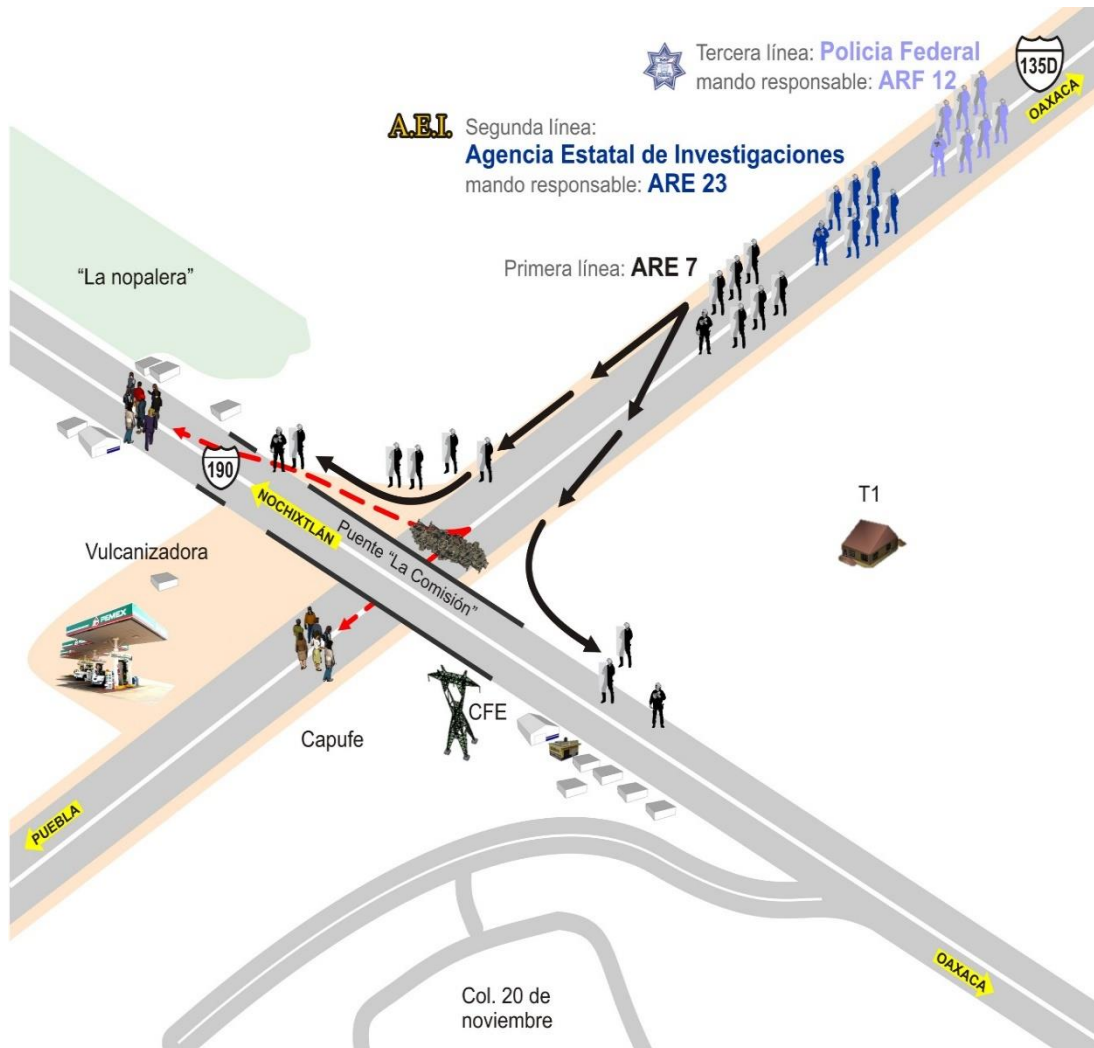 Tercera línea: Policia Federal
mando responsable: ARF 12
135D
OAXACA
A.E.I. Segunda línea:
Agencia Estatal de Investigaciones
mando responsable: ARE 23
Primera línea: ARE 7
“La nopalera”
190
NOCHIXTLÁN
Puente “La Comisión”
T1
Vulcanizadora
PEMEX
CFE
Capufe
PUEBLA
OAXACA
Col. 20 de
noviembre